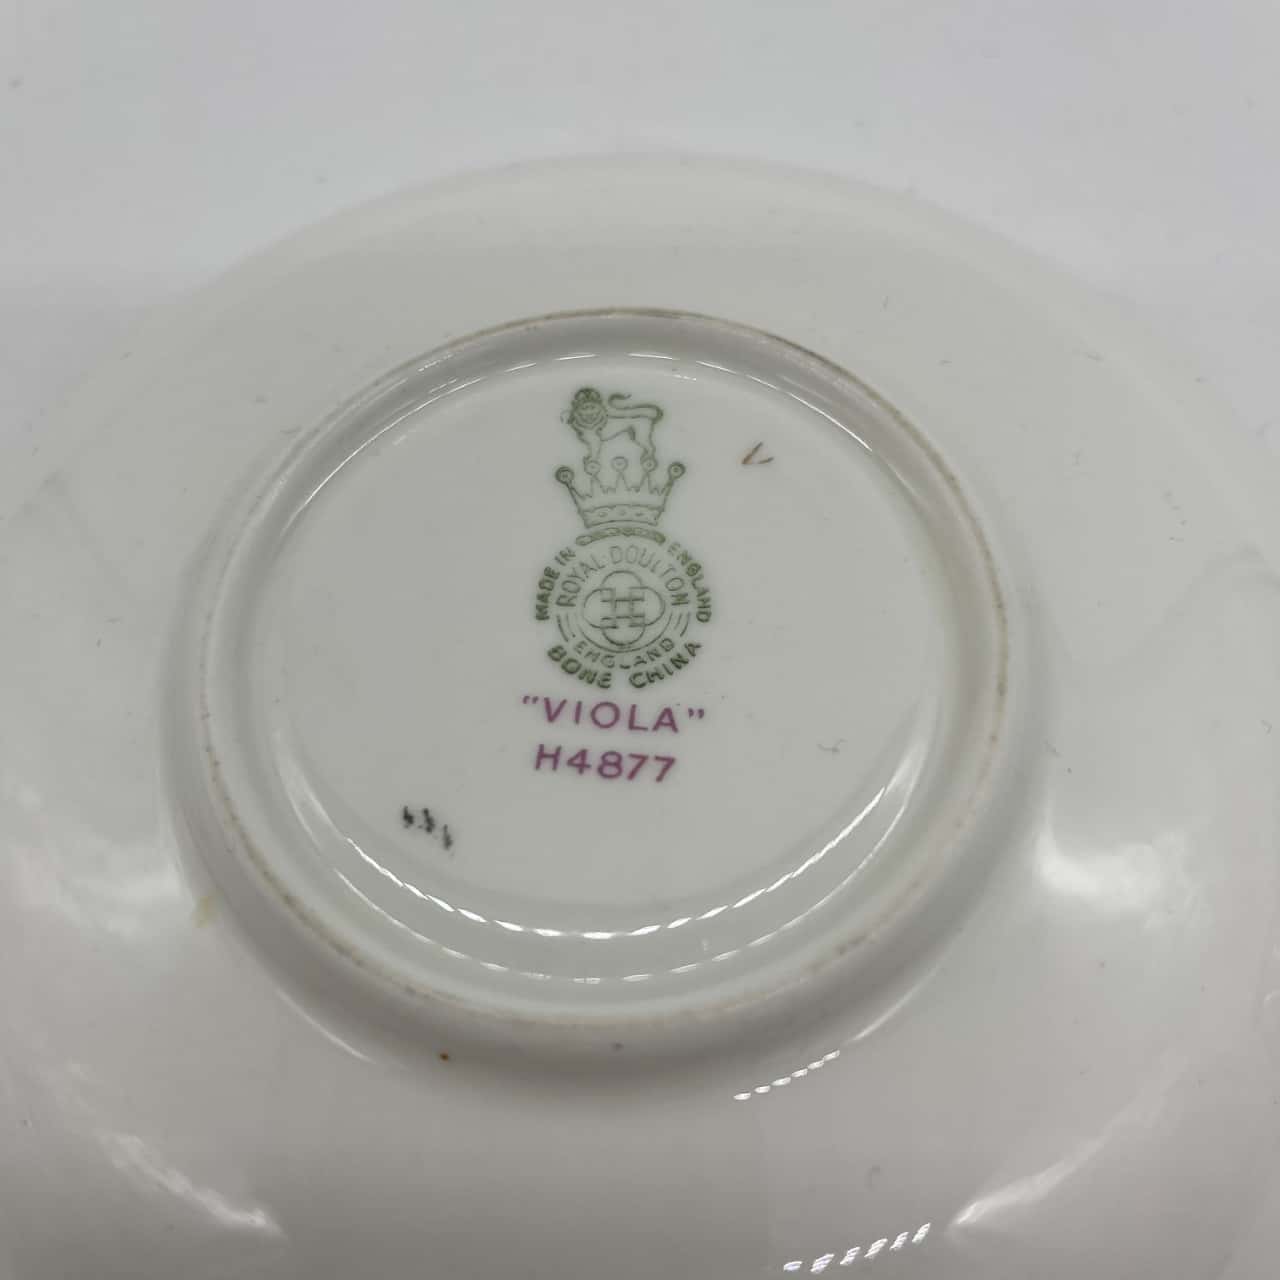 MADE IN ENGLAND
ROYAL·DOULTON
ENGLAND
BONE CHINA
"VIOLA"
H4877